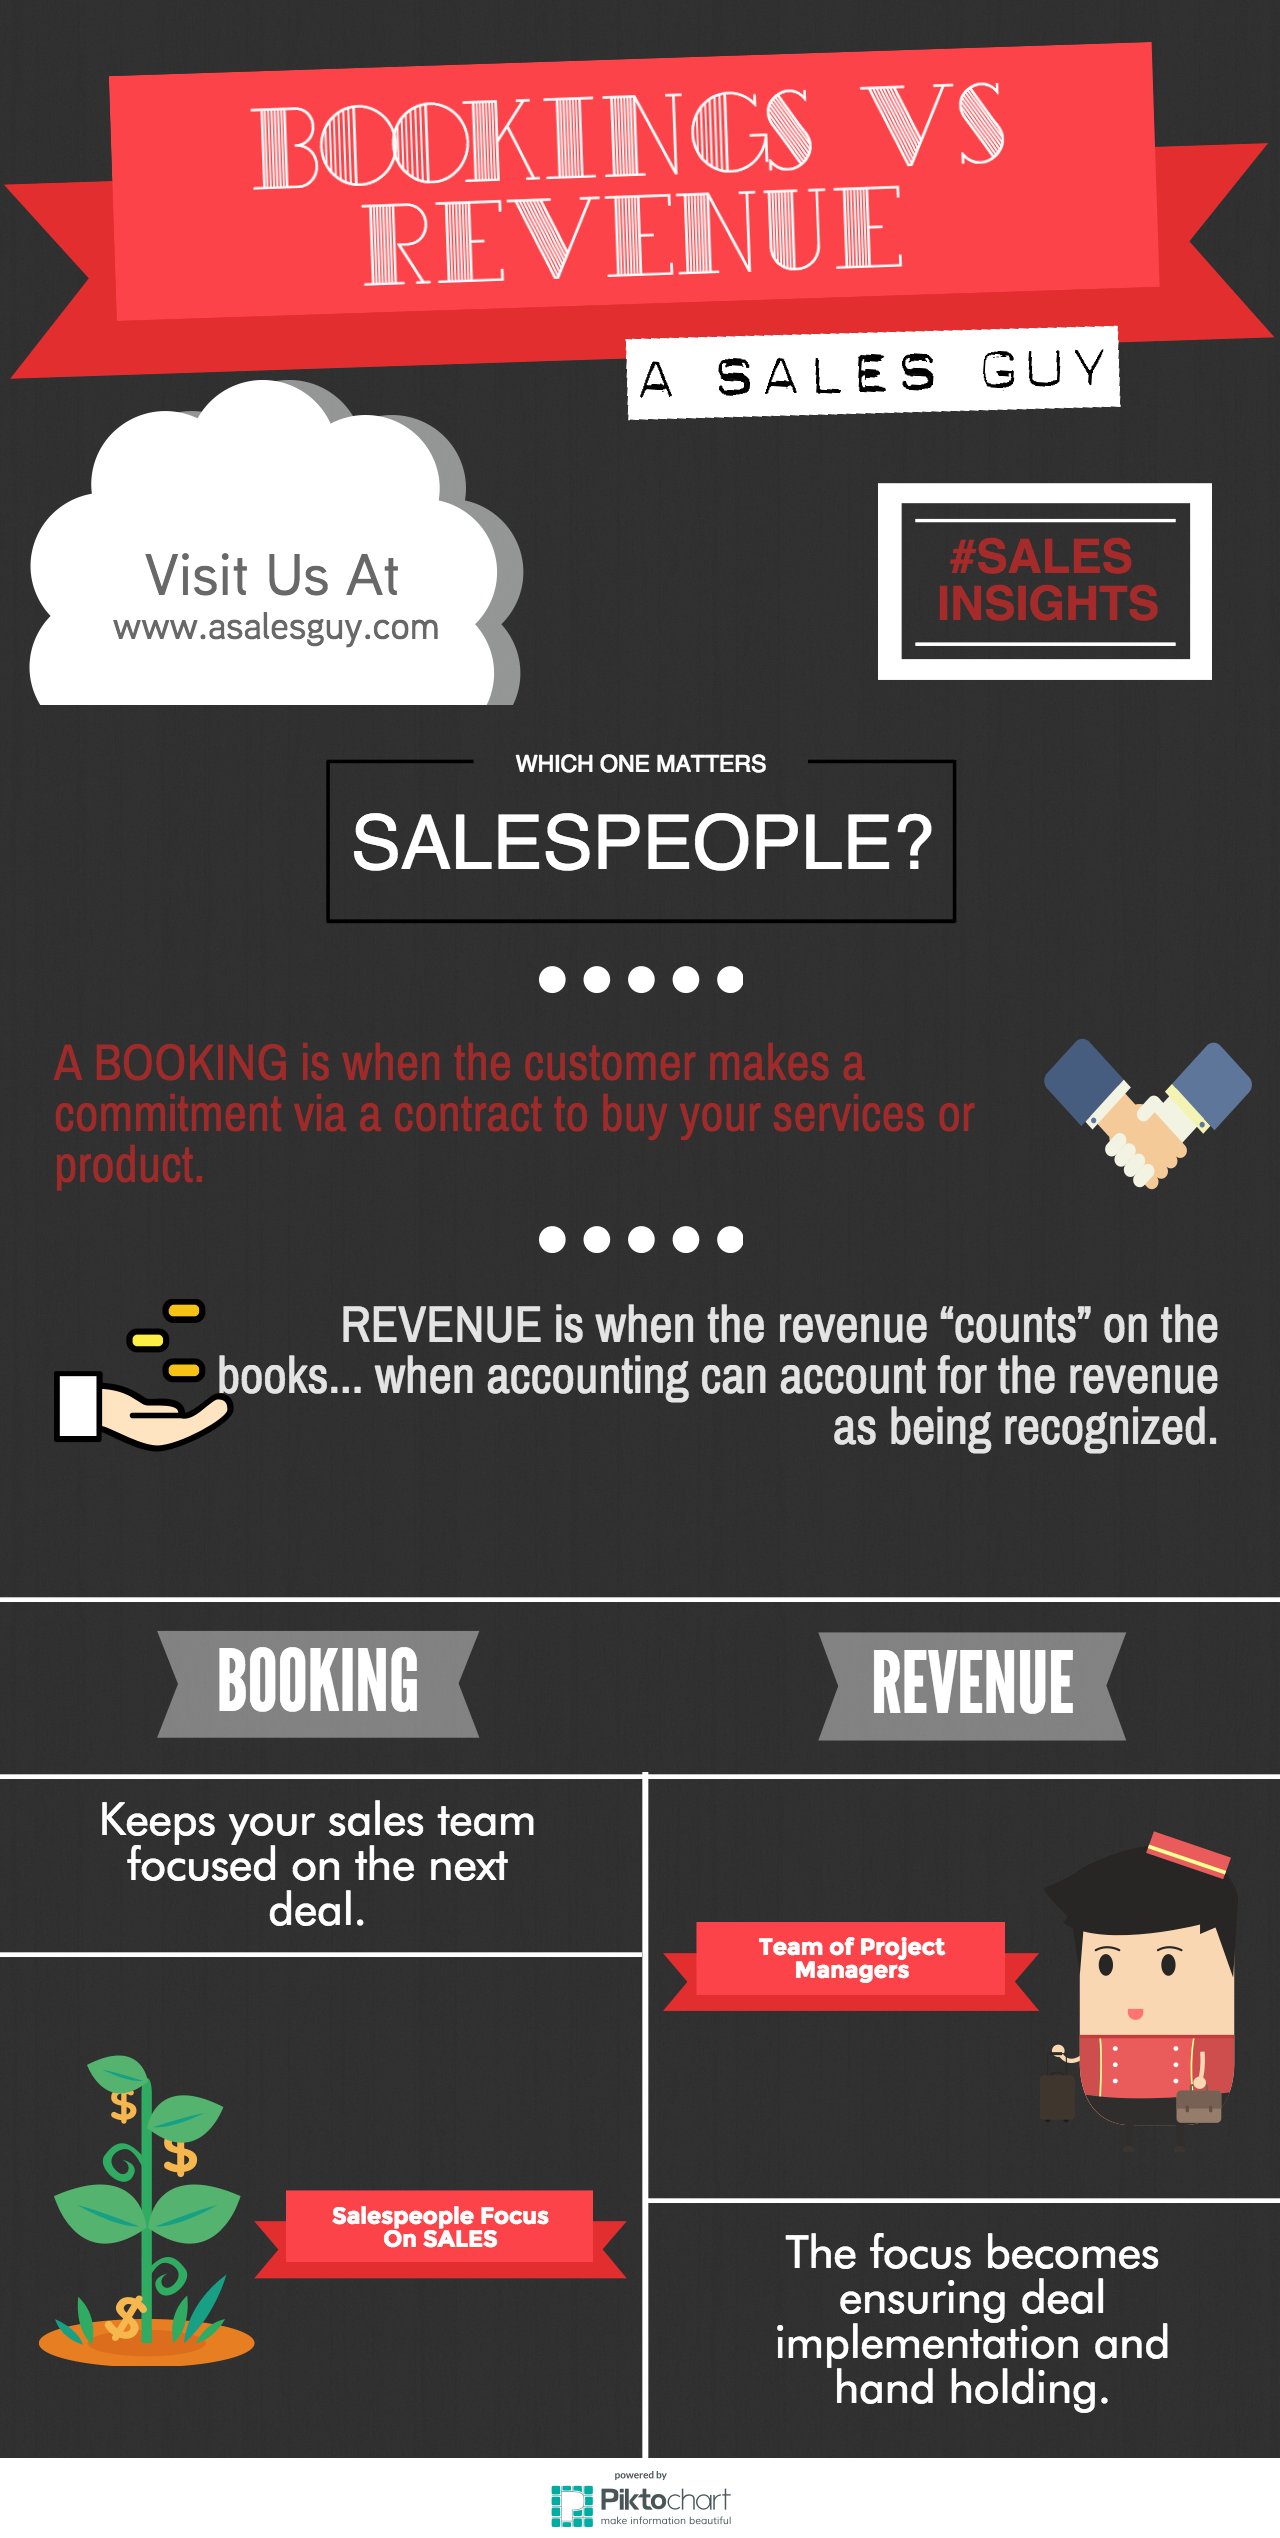 BOOKINGS VS
REVENUE
A SALES GUY
Visit Us At
www.asalesguy.com
#SALES
INSIGHTS
WHICH ONE MATTERS
SALESPEOPLE?
A BOOKING is when the customer makes a
commitment via a contract to buy your services or
product.
REVENUE is when the revenue “counts” on the
books... when accounting can account for the revenue
as being recognized.
BOOKING
REVENUE
Keeps your sales team
focused on the next
deal.
Team of Project
Managers
Salespeople Focus
On SALES
The focus becomes
ensuring deal
implementation and
hand holding.
powered by
Piktochart
make information beautiful